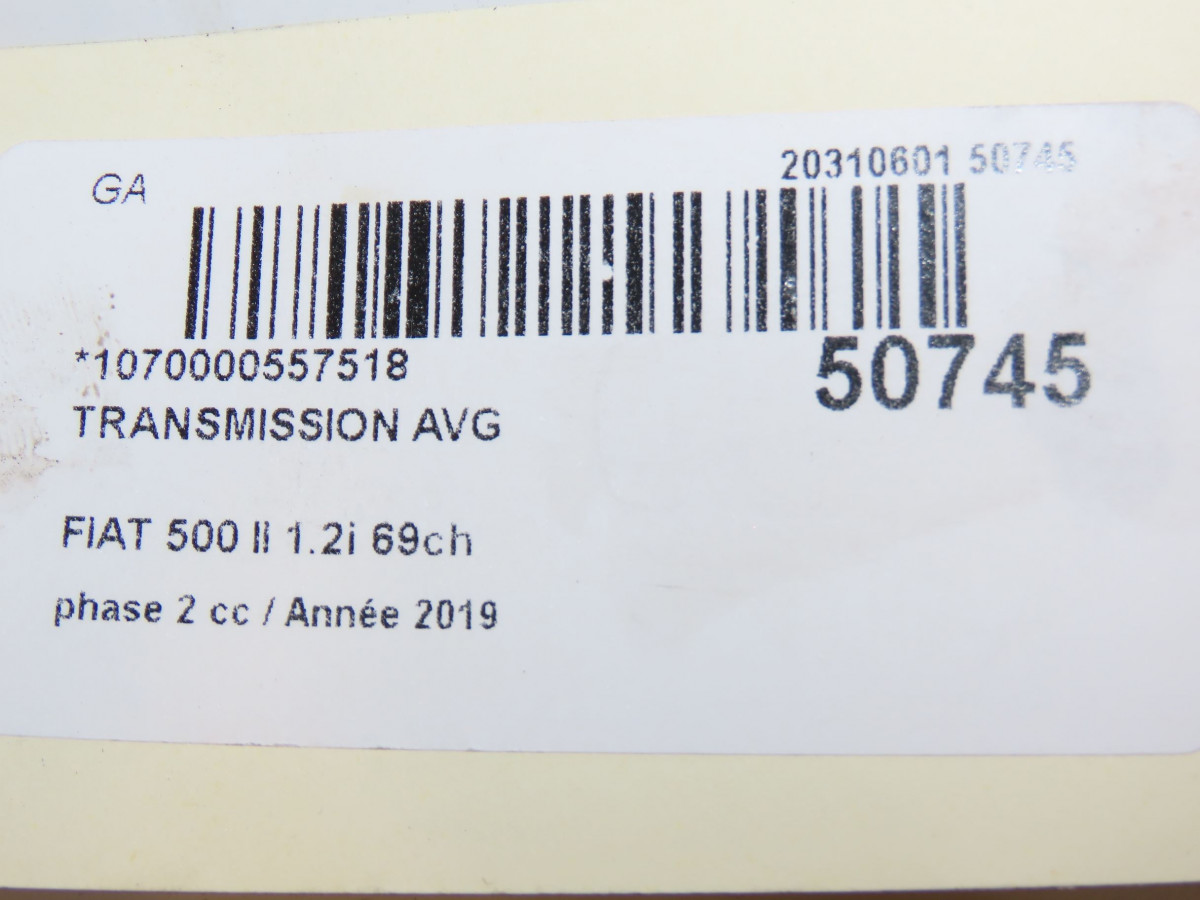 GA
20310601 50745
*1070000557518
50745
TRANSMISSION AVG
FIAT 500 II 1.2i 69ch
phase 2 cc / Année 2019